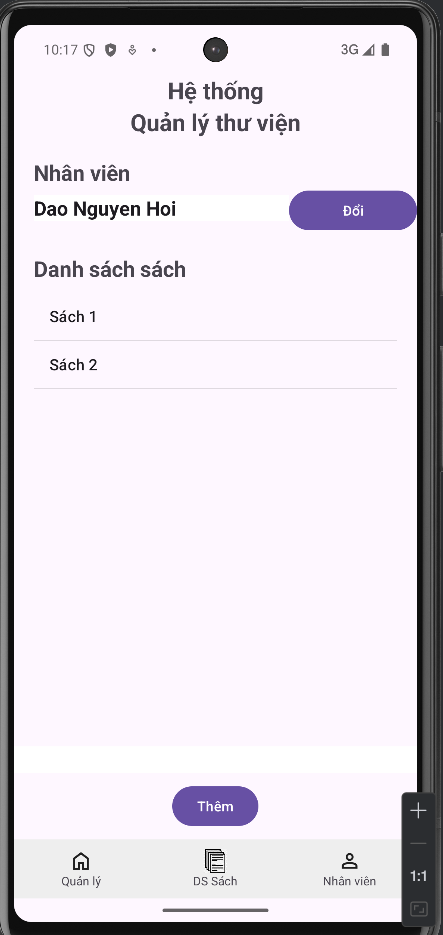 10:17
3G
Hệ thống
Quản lý thư viện
Nhân viên
Dao Nguyen Hoi
Đổi
Danh sách sách
Sách 1
Sách 2
Thêm
Quản lý
DS Sách
Nhân viên
1:1